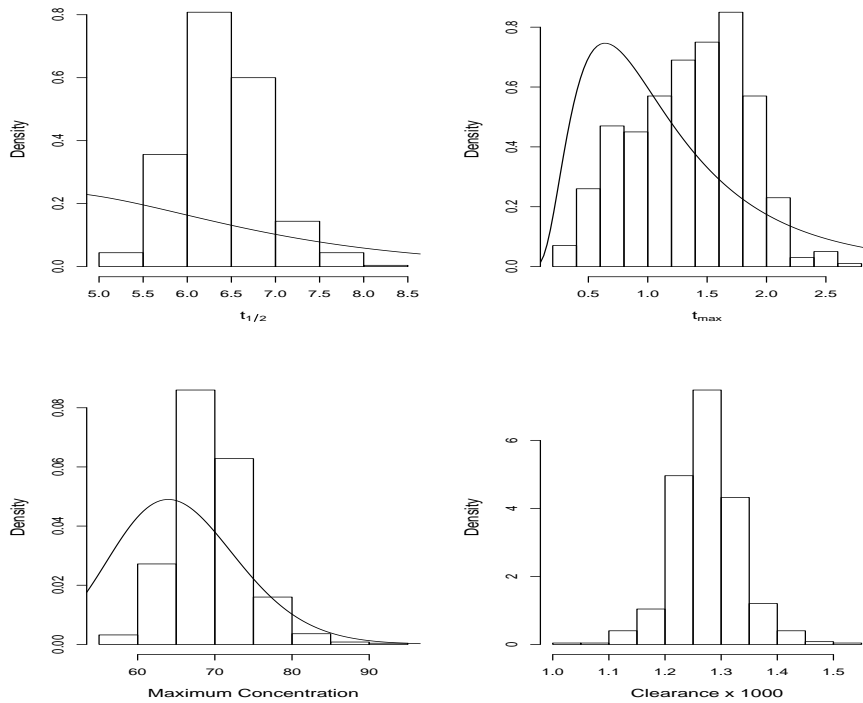 Density
0.0 0.2 0.4 0.6 0.8
5.0 5.5 6.0 6.5 7.0 7.5 8.0 8.5
t1/2
Density
0.0 0.2 0.4 0.6 0.8
0.5 1.0 1.5 2.0 2.5
tmax
Density
0.00 0.02 0.04 0.06 0.08
60 70 80 90
Maximum Concentration
Density
0 2 4 6
1.0 1.1 1.2 1.3 1.4 1.5
Clearance x 1000